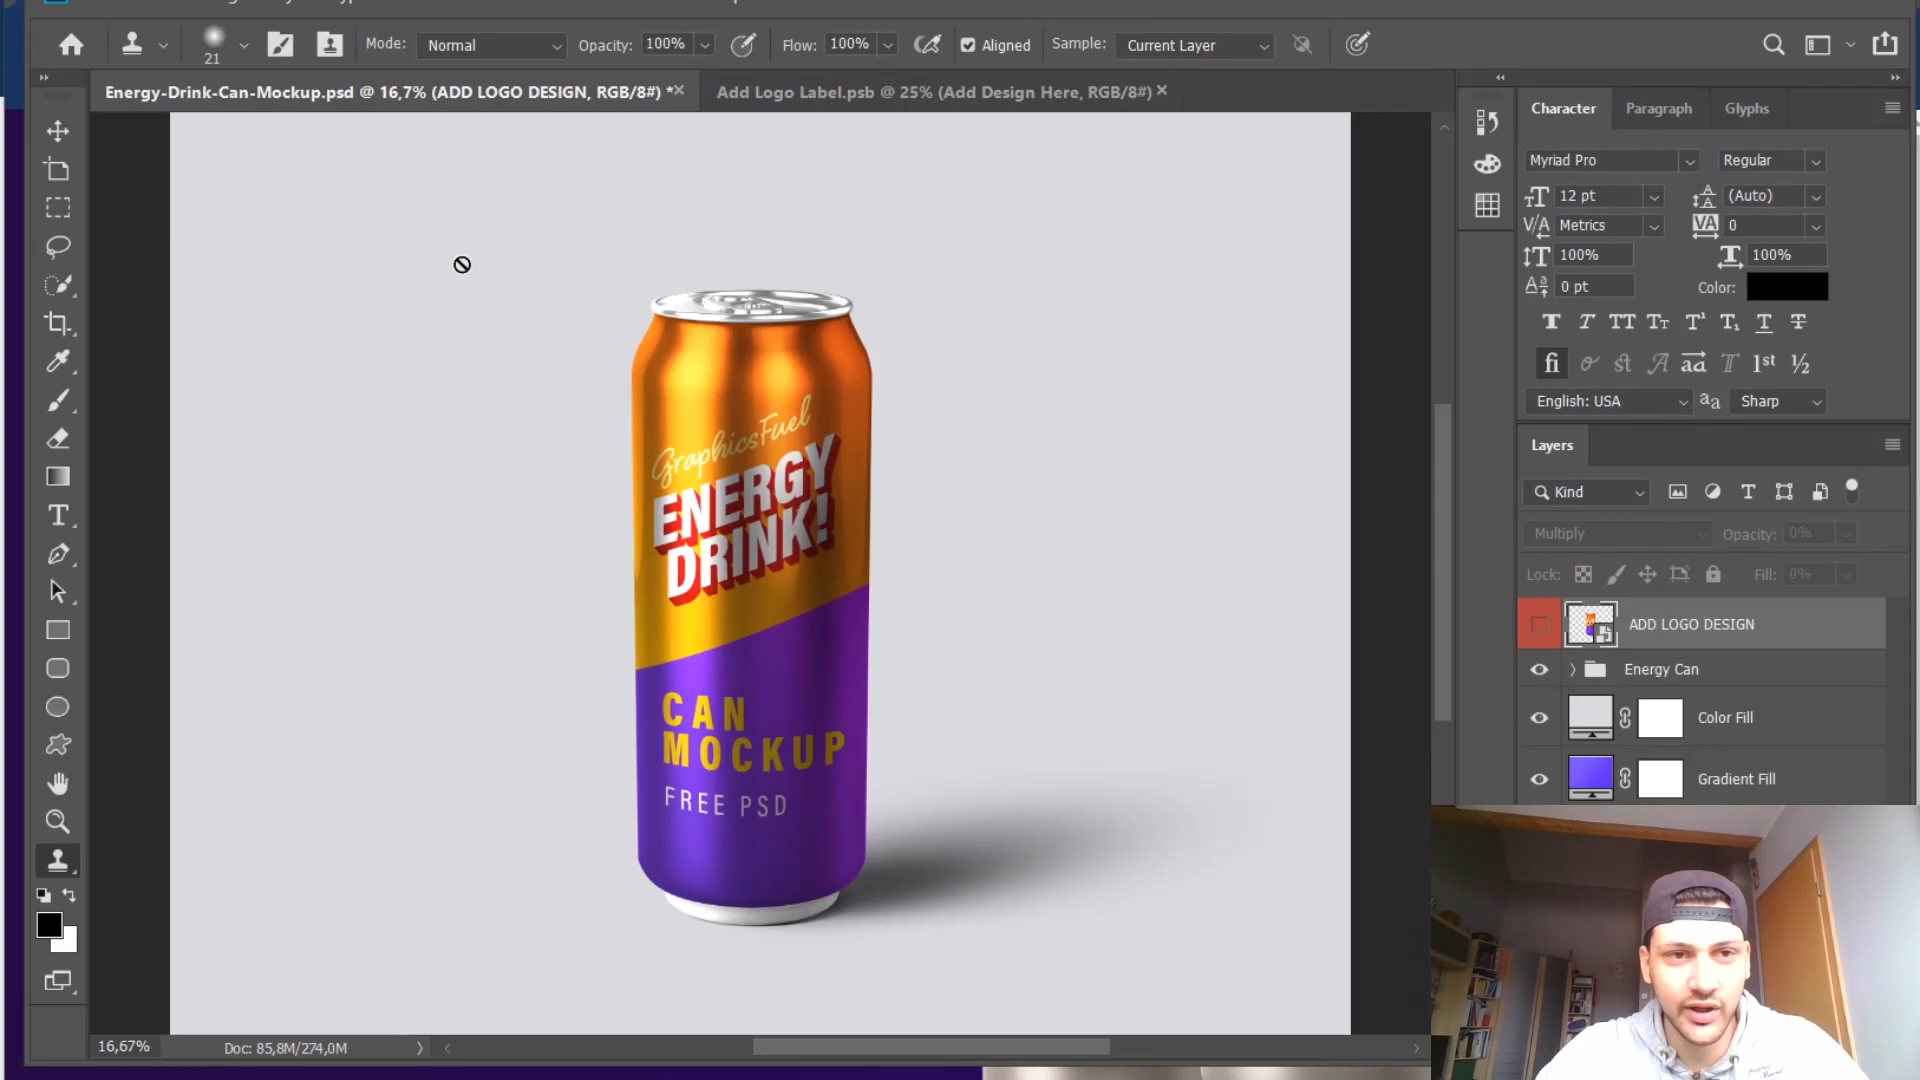 21
Mode:
Normal
Opacity:
100%
Flow:
100%
Aligned
Sample:
Current Layer
Energy-Drink-Can-Mockup.psd @ 16,7% (ADD LOGO DESIGN, RGB/8#) *
Add Logo Label.psb @ 25% (Add Design Here, RGB/8#)
GraphicsFuel
ENERGY
DRINK!
CAN
MOCKUP
FREE PSD
16,67%
Doc: 85,8M/274,0M
Character
Paragraph
Glyphs
Myriad Pro
Regular
12 pt
(Auto)
Metrics
0
100%
100%
0 pt
Color:
English: USA
Sharp
Layers
Kind
Multiply
Opacity:
0%
Lock:
Fill:
0%
ADD LOGO DESIGN
Energy Can
Color Fill
Gradient Fill